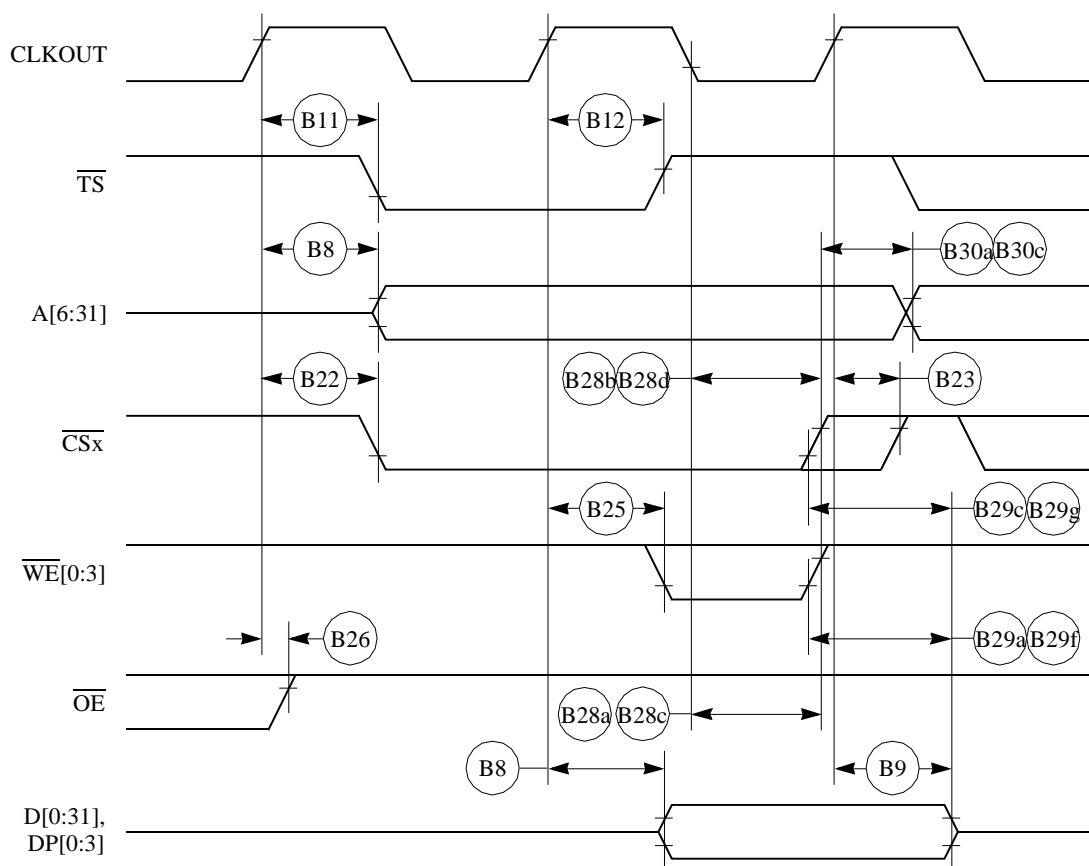 CLKOUT
B11
B12
TS
B8
B30a B30c
A[6:31]
B22
B28b B28d
B23
CSx
B25
B29c B29g
WE[0:3]
B26
B29a B29f
OE
B28a B28c
B8
B9
D[0:31],
DP[0:3]